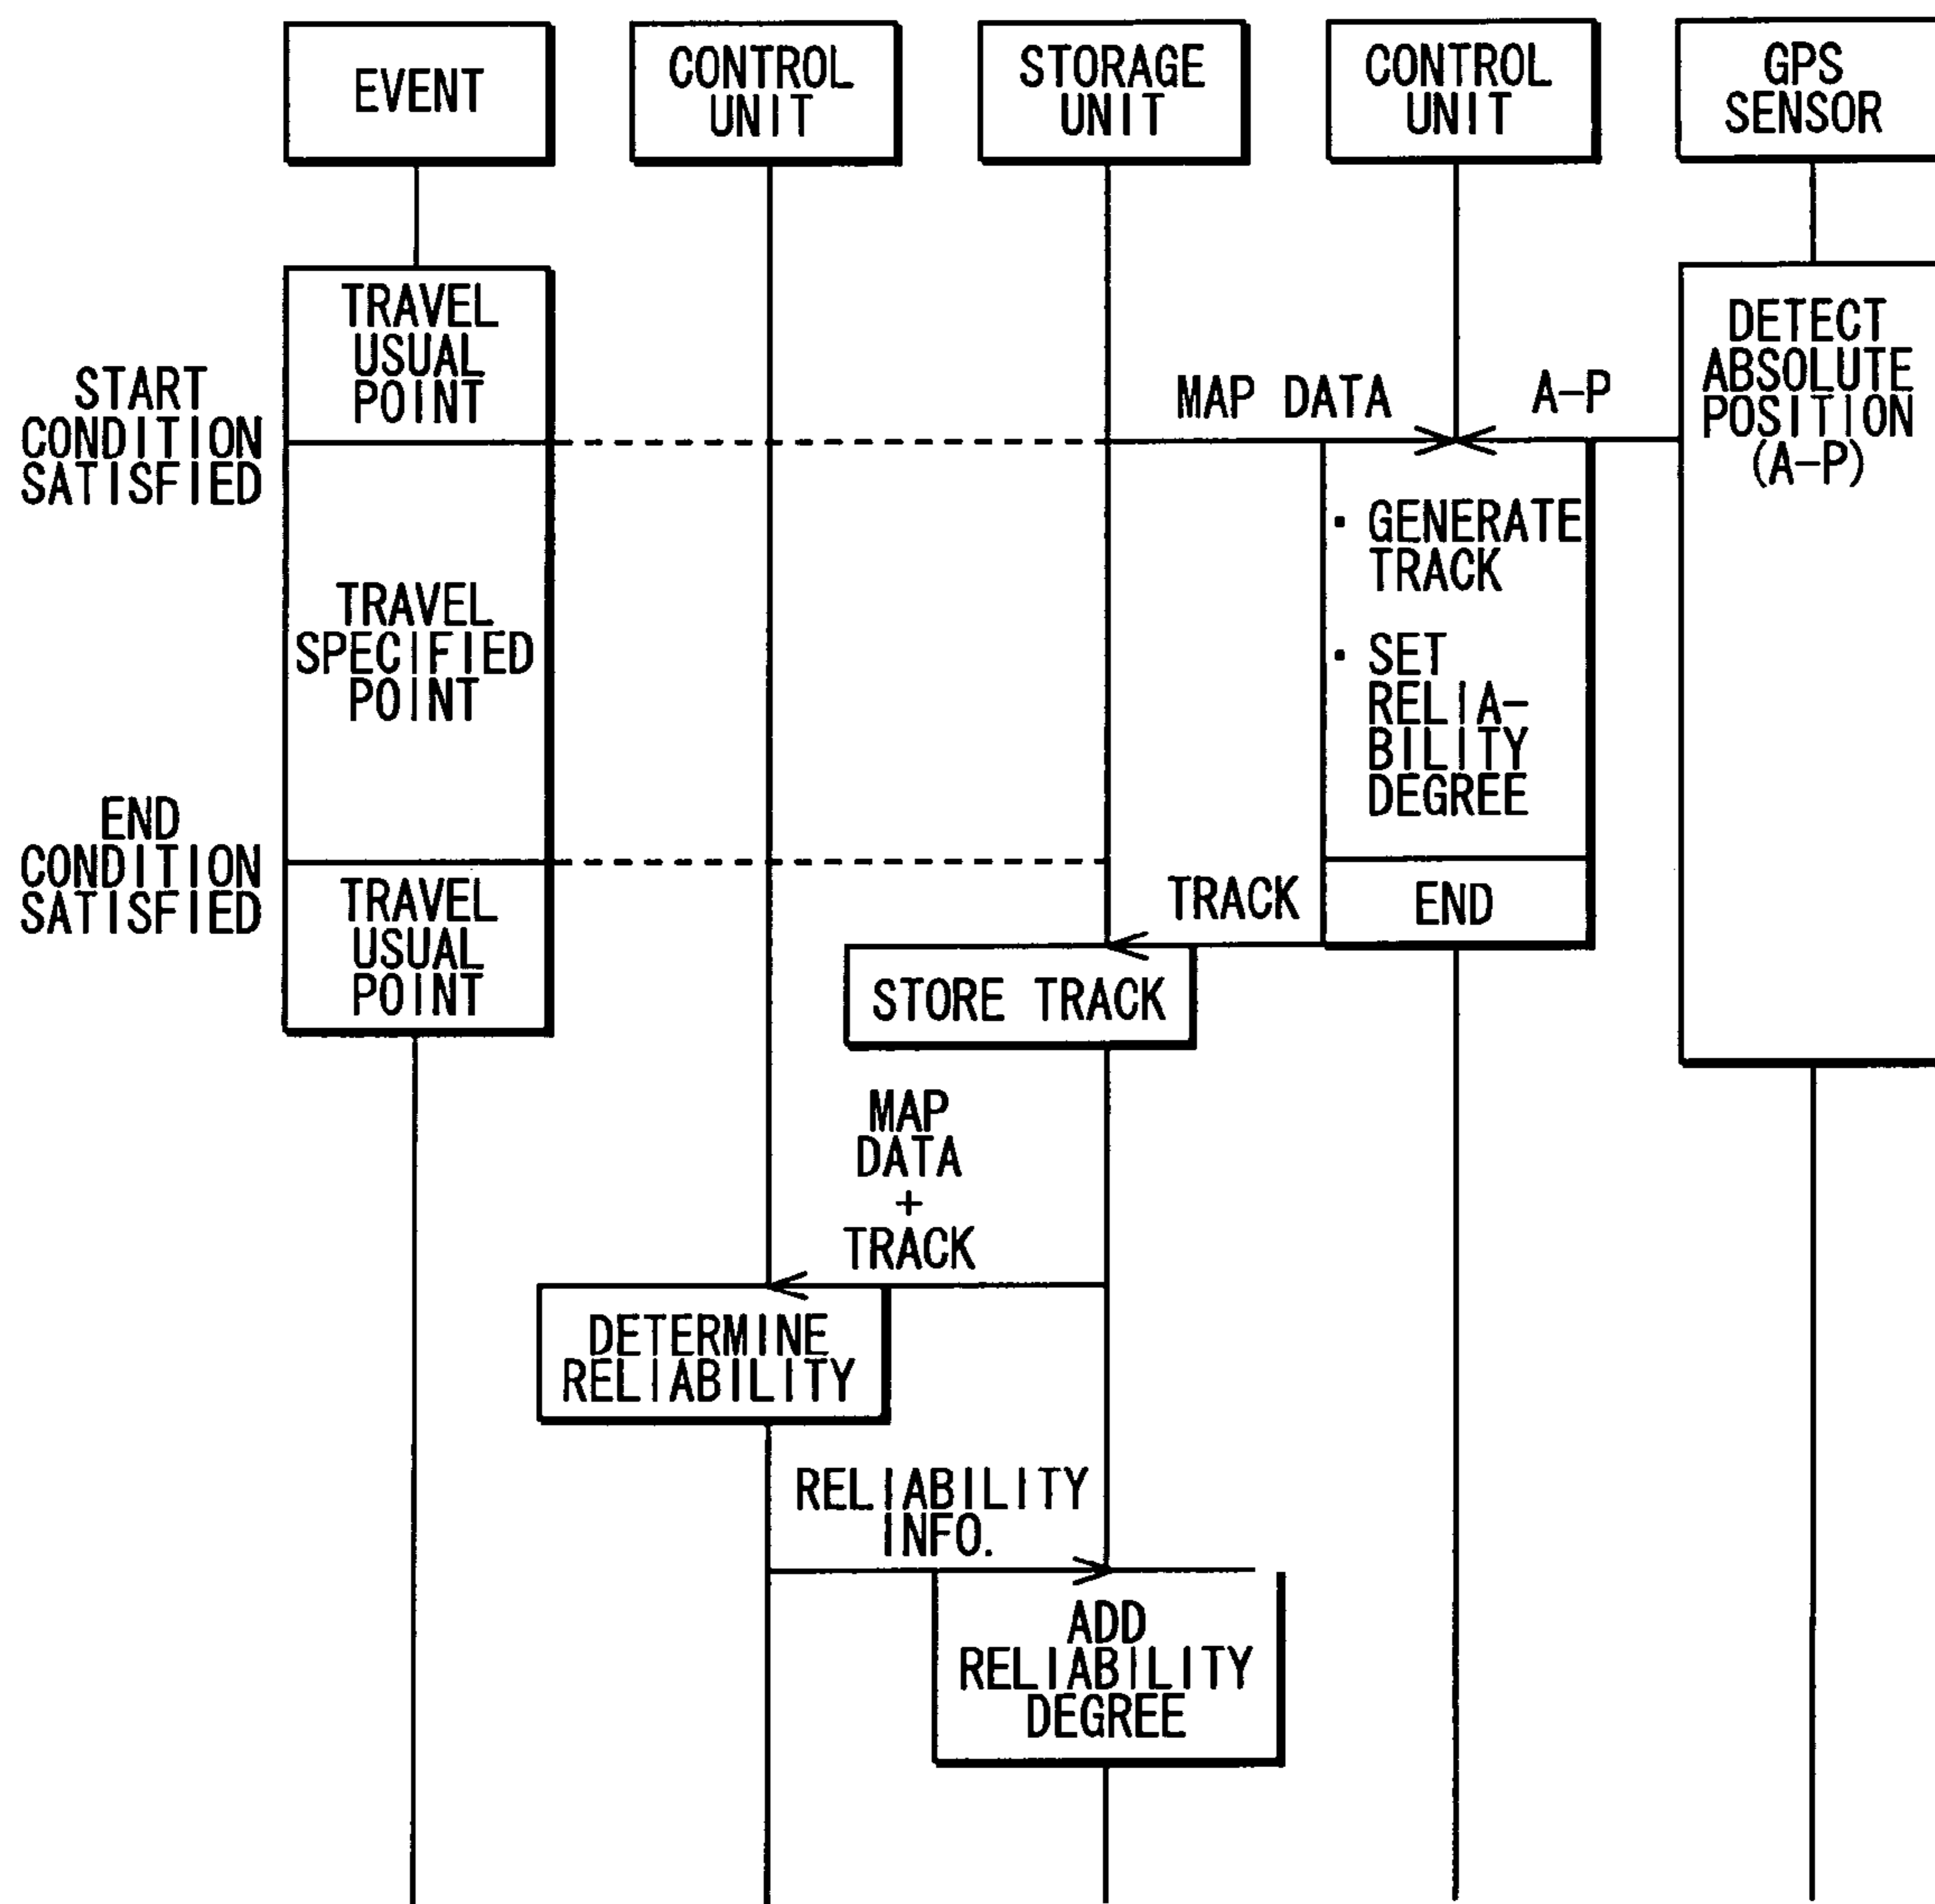 EVENT
CONTROL
UNIT
STORAGE
UNIT
CONTROL
UNIT
GPS
SENSOR
TRAVEL
USUAL
POINT
START
CONDITION
SATISFIED
MAP DATA
A-P
DETECT
ABSOLUTE
POSITION
(A-P)
TRAVEL
SPECIFIED
POINT
· GENERATE
TRACK
· SET
RELIA-
BILITY
DEGREE
END
CONDITION
SATISFIED
TRAVEL
USUAL
POINT
TRACK
END
STORE TRACK
MAP
DATA
+
TRACK
DETERMINE
RELIABILITY
RELIABILITY
INFO.
ADD
RELIABILITY
DEGREE